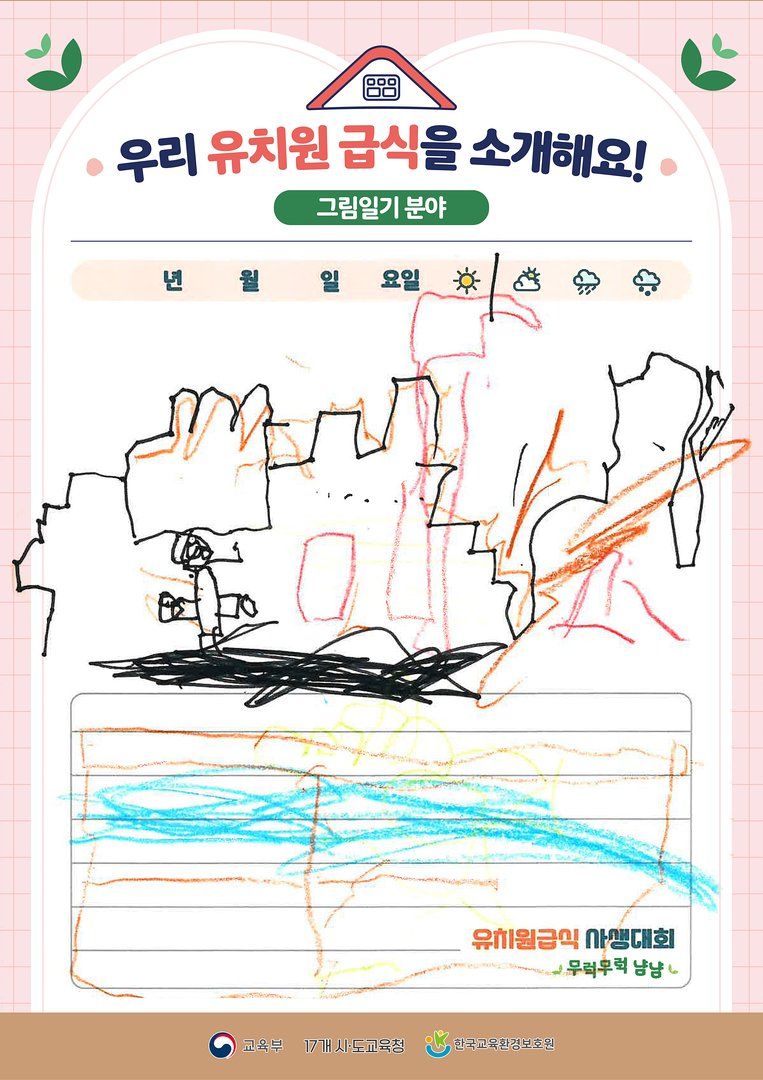 우리 유치원 급식을 소개해요!
그림일기 분야
년 월 일 요일
유치원급식 사생대회
무럭무럭 냠냠
교육부 17개 시·도교육청 한국교육환경보호원